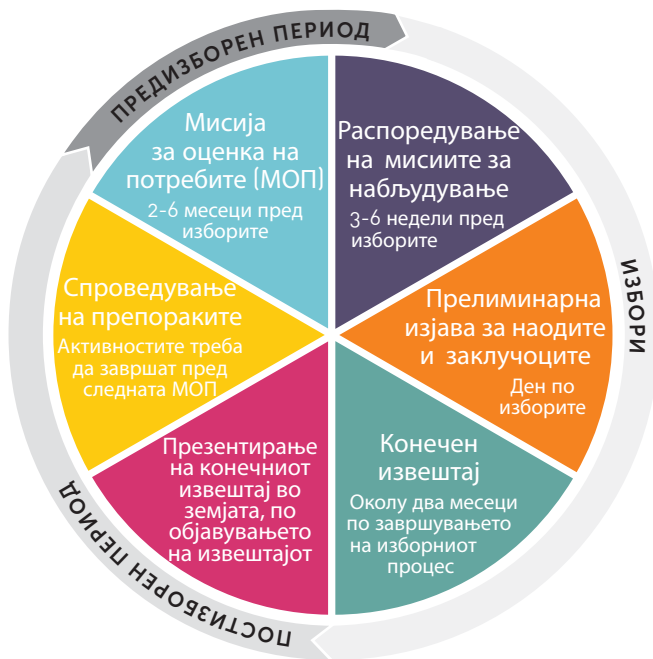 ПРЕДИЗБОРЕН ПЕРИОД
Мисија
за оценка на
потребите (МОП)
2-6 месеци пред
изборите
Распоредување
на мисиите за
набљудување
3-6 недели пред
изборите
ИЗБОРИ
Прелиминарна
изјава за наодите
и заклучоците
Ден по
изборите
Конечен
извештај
Околу два месеци
по завршувањето
на изборниот
процес
Презентирање
на конечниот
извештај во
земјата, по
објавувањето
на извештајот
ПОСТИЗБОРЕН ПЕРИОД
Спроведување
на препораките
Активностите треба
да завршат пред
следната МОП